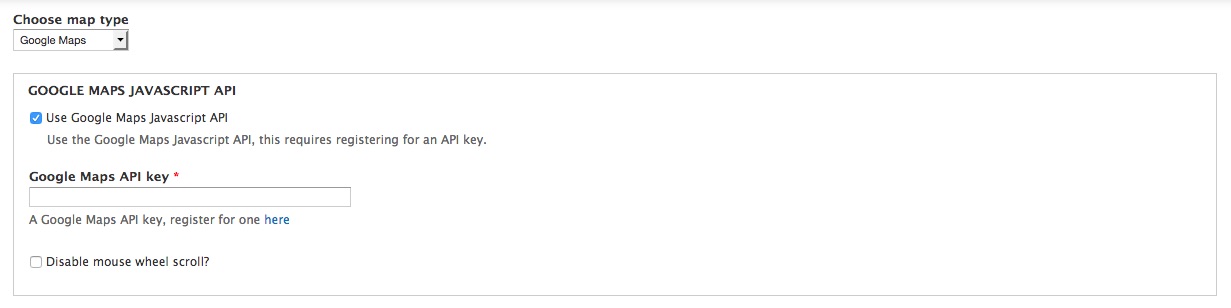 Choose map type
Google Maps
GOOGLE MAPS JAVASCRIPT API
Use Google Maps Javascript API
Use the Google Maps Javascript API, this requires registering for an API key.
Google Maps API key *
A Google Maps API key, register for one here
Disable mouse wheel scroll?